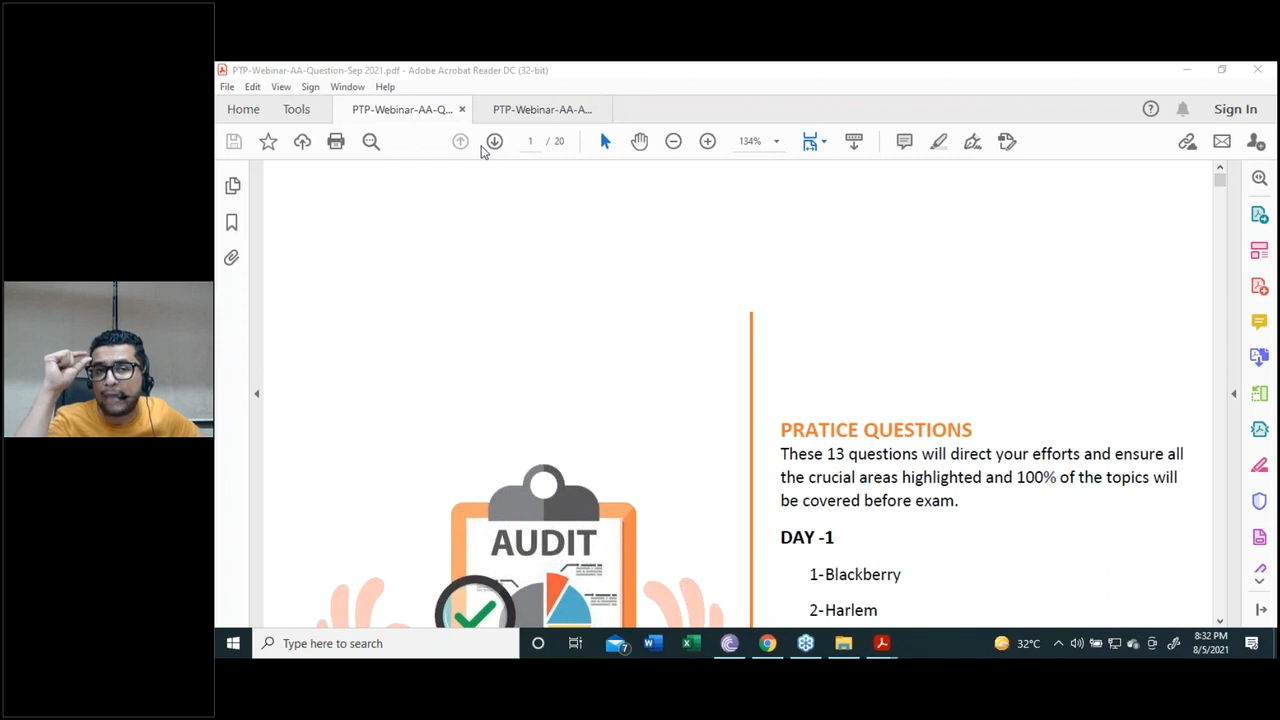 PTP-Webinar-AA-Question-Sep 2021.pdf - Adobe Acrobat Reader DC (32-bit)
File Edit View Sign Window Help
Home Tools PTP-Webinar-AA-Q... × PTP-Webinar-AA-A... Sign In
1 / 20 134%
PRATICE QUESTIONS
These 13 questions will direct your efforts and ensure all
the crucial areas highlighted and 100% of the topics will
be covered before exam.
DAY -1
1-Blackberry
2-Harlem
AUDIT
Type here to search
7
32°C
8:32 PM
8/5/2021